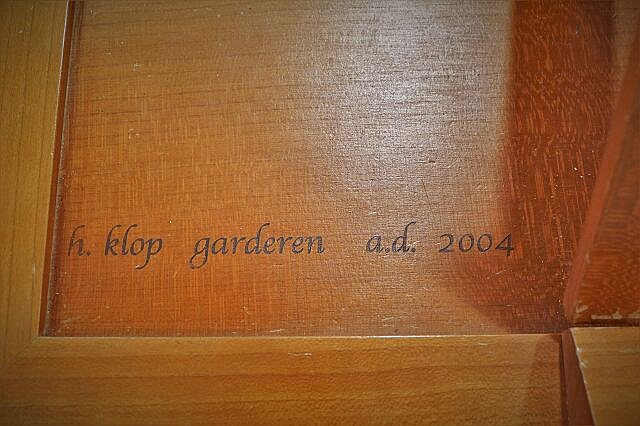 h. klop garderen a.d. 2004